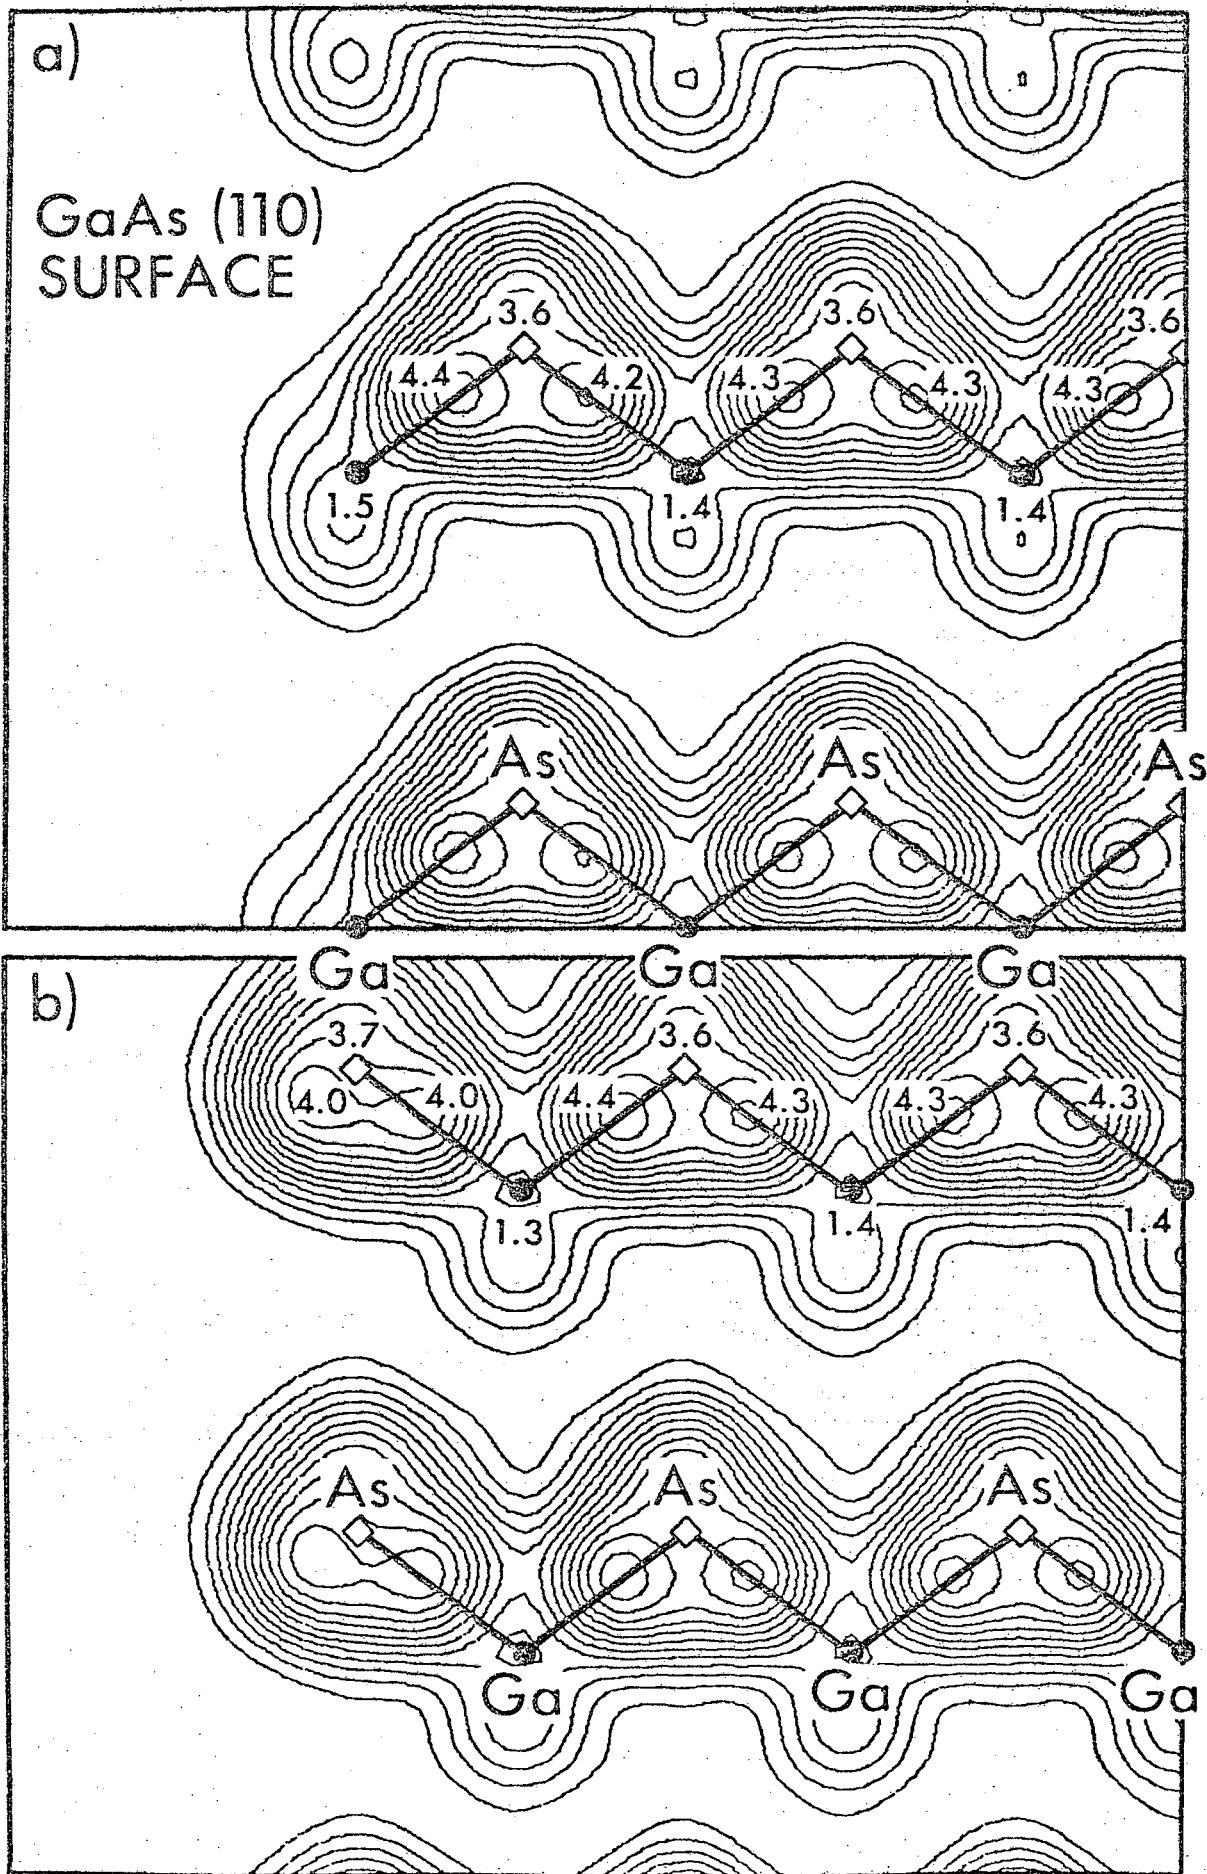 a)
GaAs (110)
SURFACE
3.6 3.6 3.6
4.4 4.2 4.3 4.3 4.3
1.5 1.4 1.4
As As As
Ga Ga Ga
b)
3.7 3.6 3.6
4.0 4.0 4.4 4.3 4.3 4.3
1.3 1.4 1.4
As As As
Ga Ga Ga